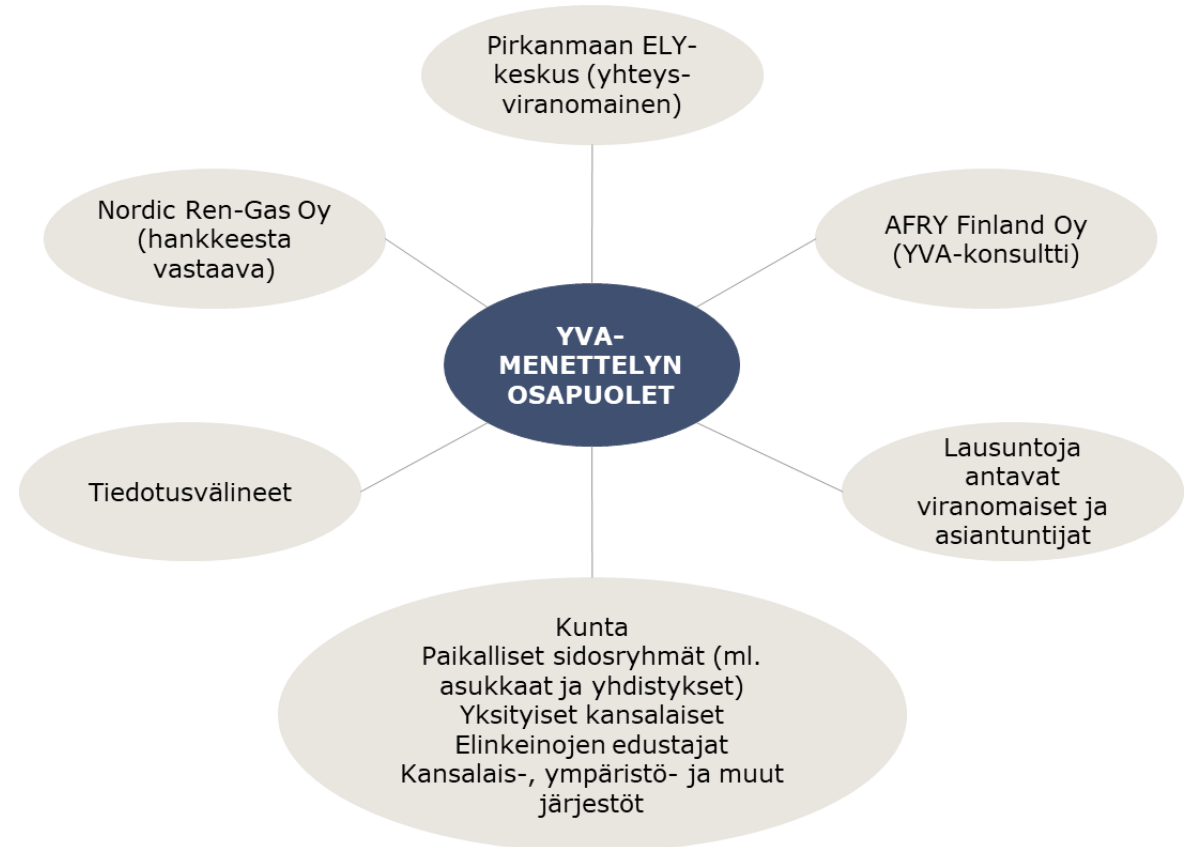 Pirkanmaan ELY-
keskus (yhteys-
viranomainen)
Nordic Ren-Gas Oy
(hankkeesta
vastaava)
AFRY Finland Oy
(YVA-konsultti)
YVA-
MENETTELYN
OSAPUOLET
Tiedotusvälineet
Lausuntoja
antavat
viranomaiset ja
asiantuntijat
Kunta
Paikalliset sidosryhmät (ml.
asukkaat ja yhdistykset)
Yksityiset kansalaiset
Elinkeinojen edustajat
Kansalais-, ympäristö- ja muut
järjestöt